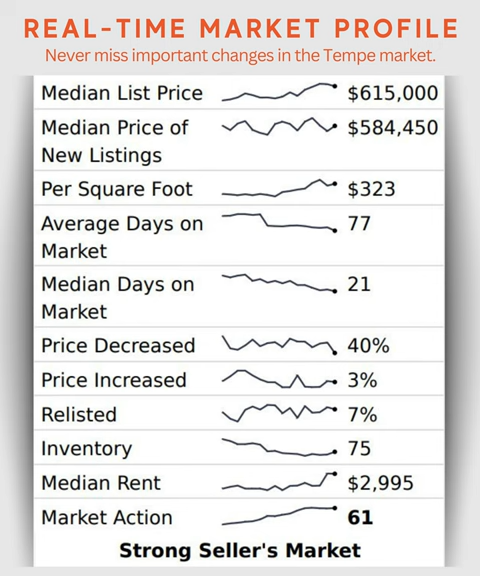 REAL-TIME MARKET PROFILE
Never miss important changes in the Tempe market.
Median List Price $615,000
Median Price of $584,450
New Listings
Per Square Foot $323
Average Days on 77
Market
Median Days on 21
Market
Price Decreased 40%
Price Increased 3%
Relisted 7%
Inventory 75
Median Rent $2,995
Market Action 61
Strong Seller's Market